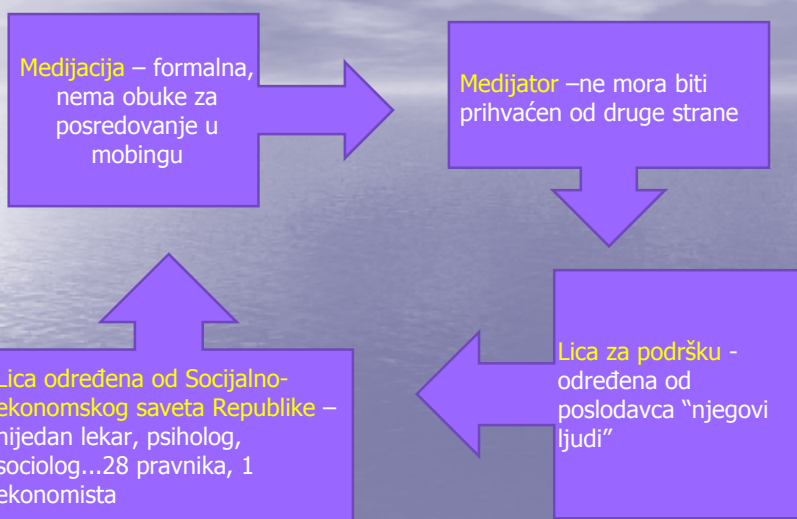 Medijacija – formalna,
nema obuke za
posredovanje u
mobingu
Medijator –ne mora biti
prihvaćen od druge strane
Lica za podršku -
određena od
poslodavca “njegovi
ljudi”
Lica određena od Socijalno-
ekonomskog saveta Republike –
nijedan lekar, psiholog,
sociolog...28 pravnika, 1
ekonomista